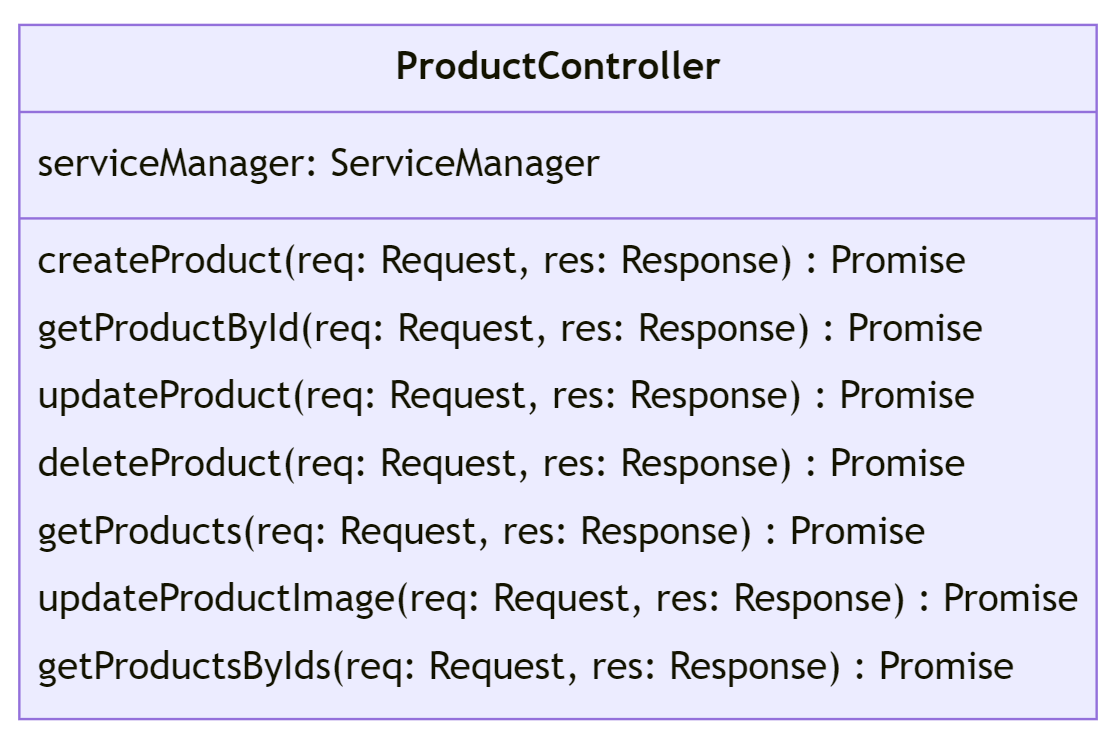 ProductController
serviceManager: ServiceManager
createProduct(req: Request, res: Response) : Promise
getProductById(req: Request, res: Response) : Promise
updateProduct(req: Request, res: Response) : Promise
deleteProduct(req: Request, res: Response) : Promise
getProducts(req: Request, res: Response) : Promise
updateProductImage(req: Request, res: Response) : Promise
getProductsByIds(req: Request, res: Response) : Promise